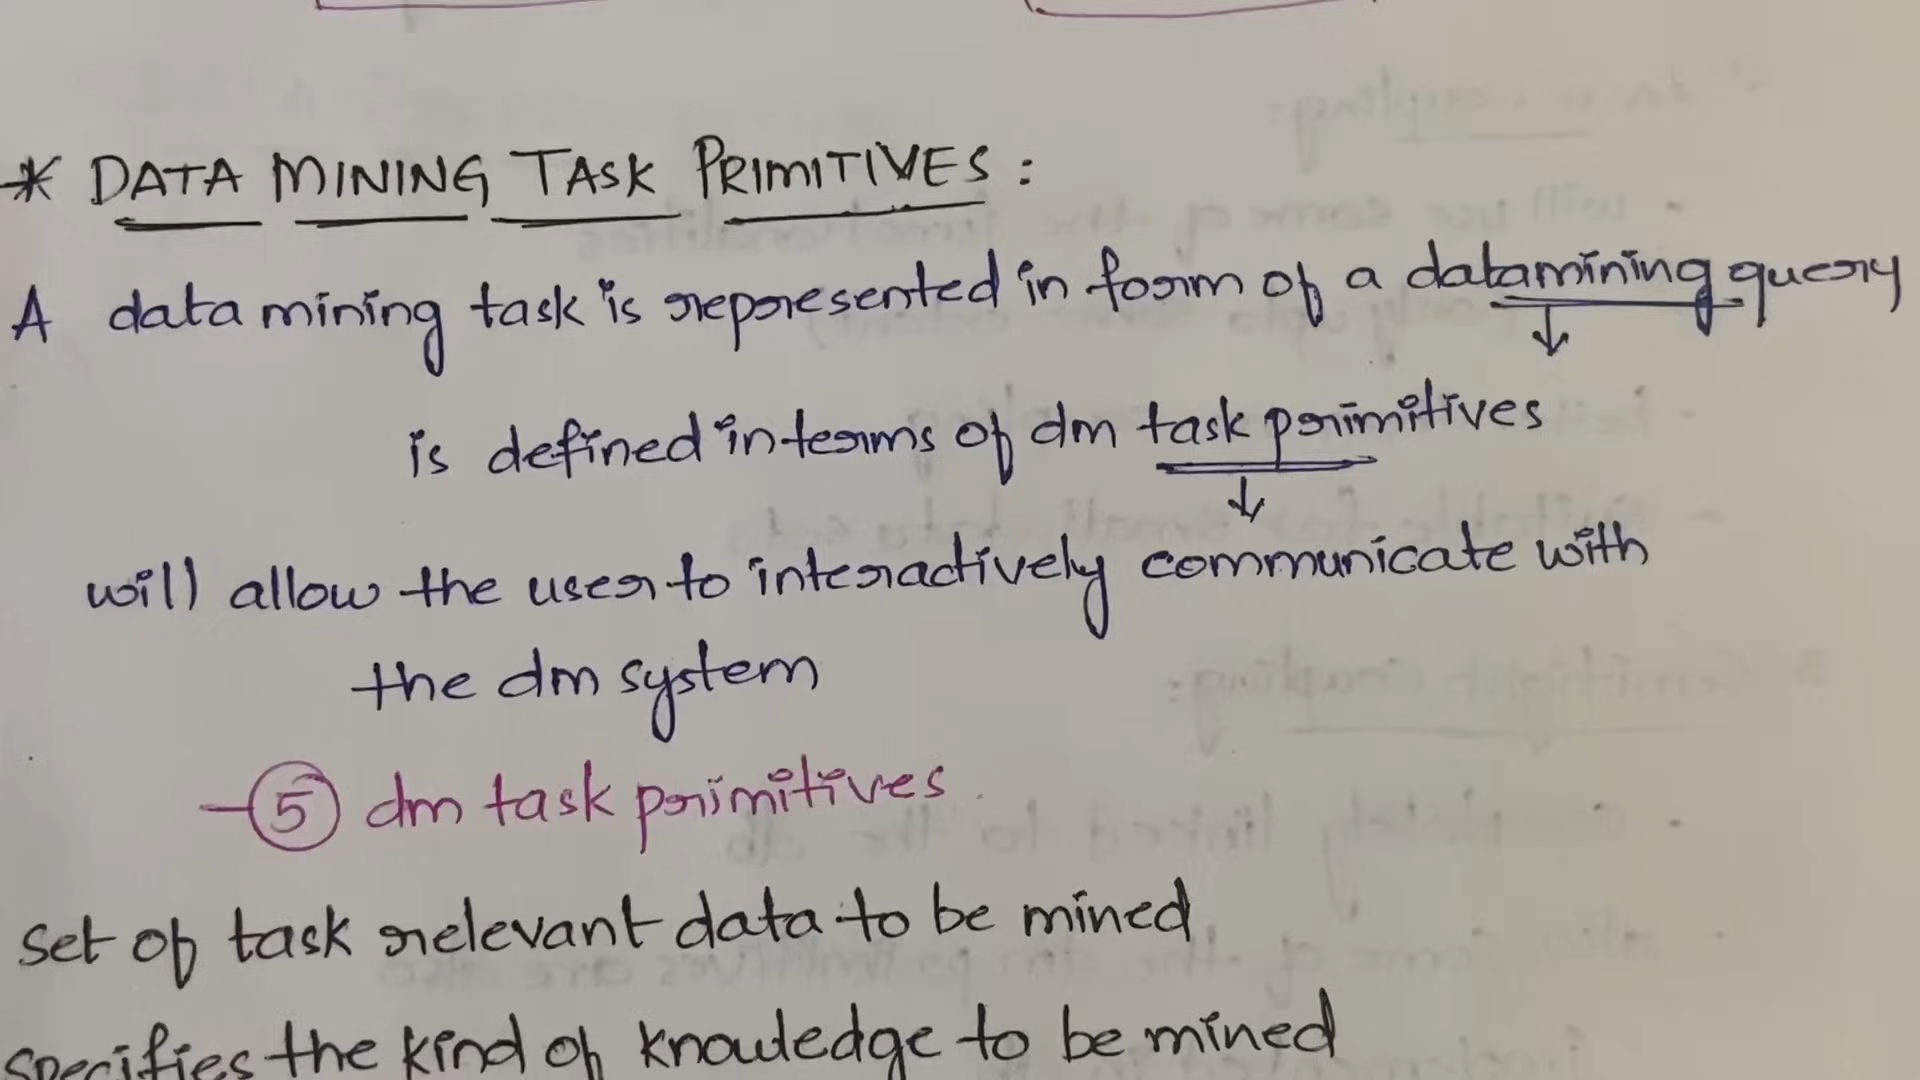 * DATA MINING TASK PRIMITIVES :
A data mining task is represented in form of a datamining query
↓
is defined in terms of dm task primitives
↓
will allow the user to interactively communicate with
the dm system
- 5 dm task primitives
set of task relevant data to be mined
specifies the kind of knowledge to be mined